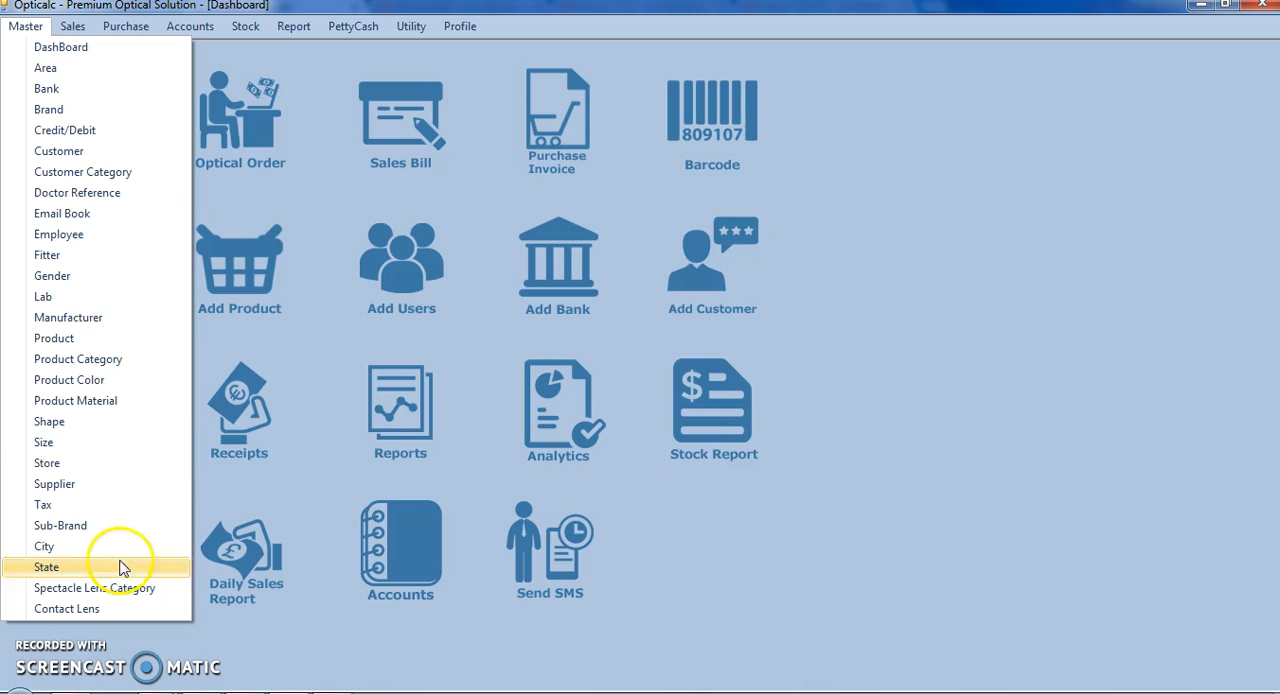 Opticalc - Premium Optical Solution - [Dashboard]
Master Sales Purchase Accounts Stock Report PettyCash Utility Profile
DashBoard
Area
Bank
Brand
Credit/Debit
Customer
Customer Category
Doctor Reference
Email Book
Employee
Fitter
Gender
Lab
Manufacturer
Product
Product Category
Product Color
Product Material
Shape
Size
Store
Supplier
Tax
Sub-Brand
City
State
Spectacle Lens Category
Contact Lens
Optical Order
Sales Bill
Purchase
Invoice
809107
Barcode
Add Product
Add Users
Add Bank
Add Customer
Receipts
Reports
Analytics
Stock Report
Daily Sales
Report
Accounts
Send SMS
RECORDED WITH
SCREENCAST MATIC